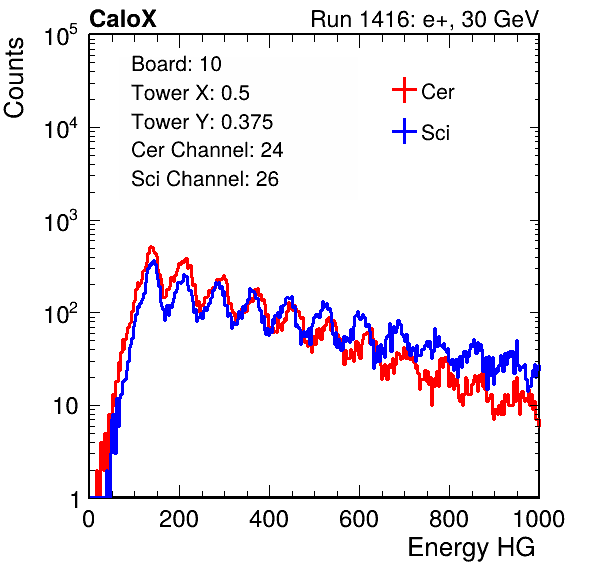 CaloX Run 1416: e+, 30 GeV
Counts
10^5
10^4
10^3
10^2
10
1
Board: 10
Tower X: 0.5
Tower Y: 0.375
Cer Channel: 24
Sci Channel: 26
Cer
Sci
0 200 400 600 800 1000
Energy HG